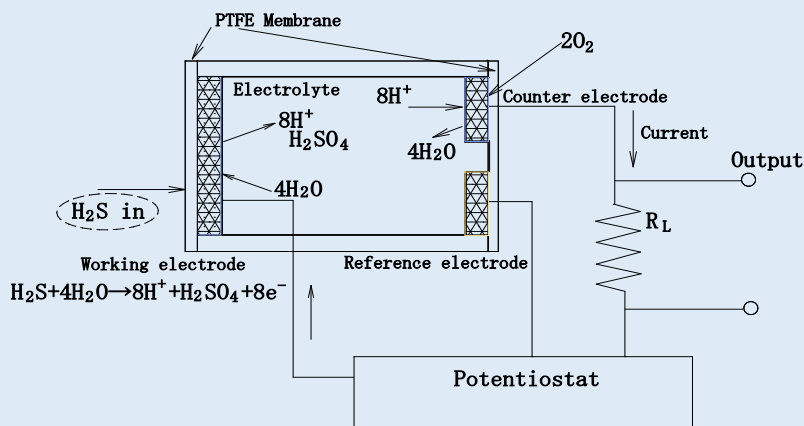 PTFE Membrane
2O₂
Electrolyte
8H⁺
Counter electrode
8H⁺
H₂SO₄
Current
4H₂O
Output
4H₂O
H₂S in
R_L
Working electrode
Reference electrode
H₂S+4H₂O→8H⁺+H₂SO₄+8e⁻
Potentiostat